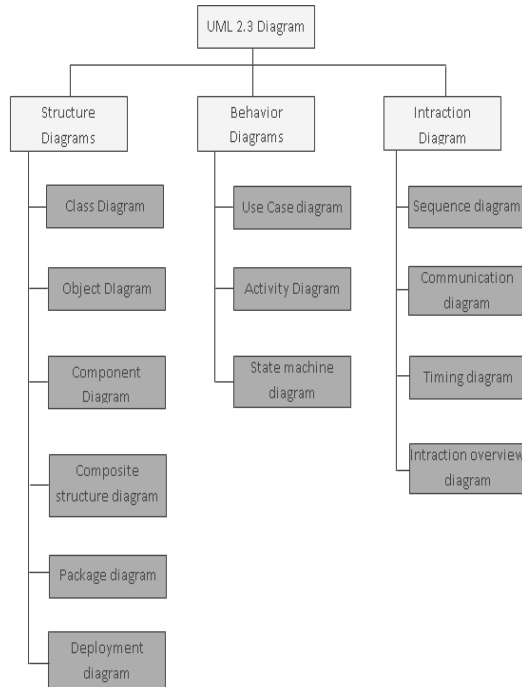 UML 2.3 Diagram
Structure
Diagrams
Behavior
Diagrams
Intraction
Diagram
Class Diagram
Object DIagram
Component
Diagram
Composite
structure diagram
Package diagram
Deployment
diagram
Use Case diagram
Activity Diagram
State machine
diagram
Sequence diagram
Communication
diagram
Timing diagram
Intraction overview
diagram